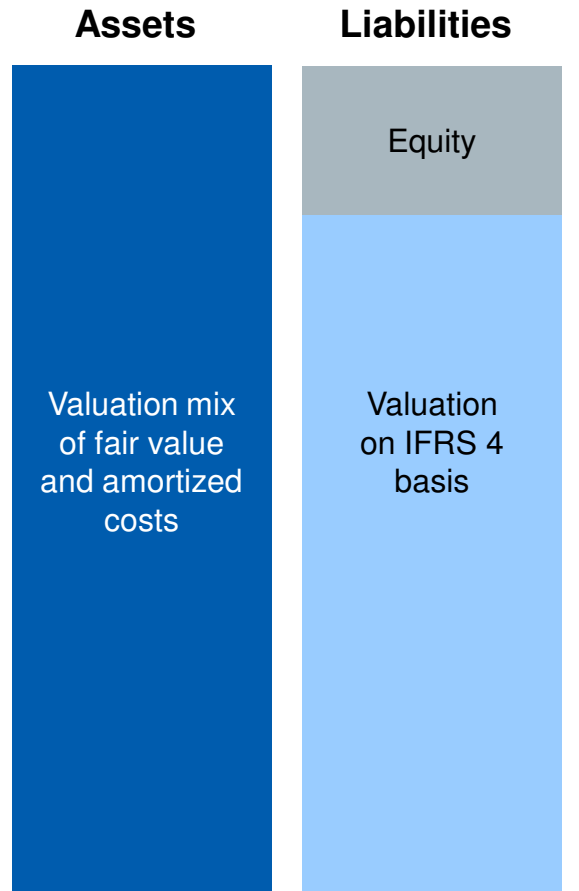 Assets
Liabilities
Equity
Valuation mix
of fair value
and amortized
costs
Valuation
on IFRS 4
basis